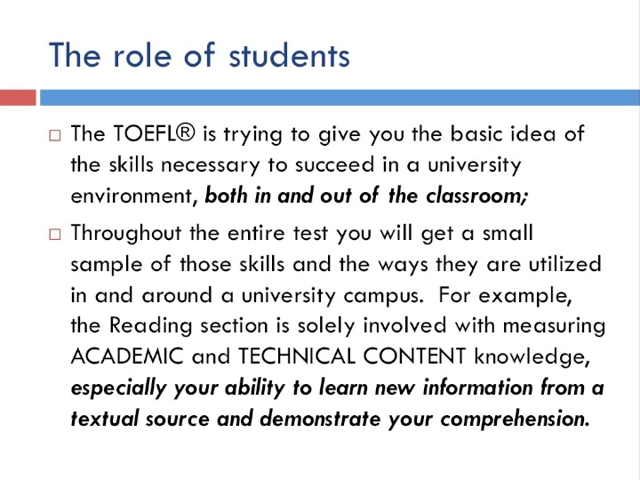 The role of students
The TOEFL® is trying to give you the basic idea of
the skills necessary to succeed in a university
environment, both in and out of the classroom;
Throughout the entire test you will get a small
sample of those skills and the ways they are utilized
in and around a university campus.  For example,
the Reading section is solely involved with measuring
ACADEMIC and TECHNICAL CONTENT knowledge,
especially your ability to learn new information from a
textual source and demonstrate your comprehension.